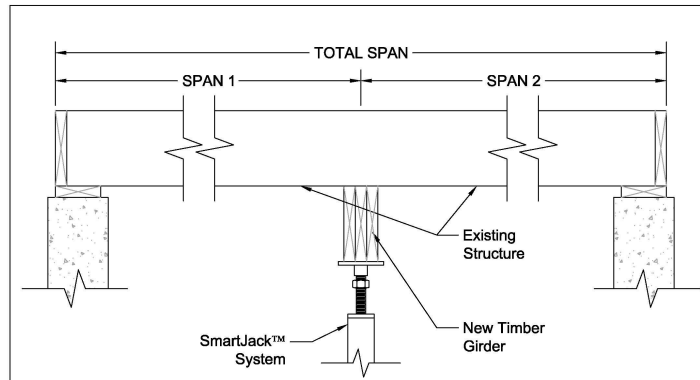 TOTAL SPAN
SPAN 1
SPAN 2
Existing
Structure
SmartJack™
System
New Timber
Girder